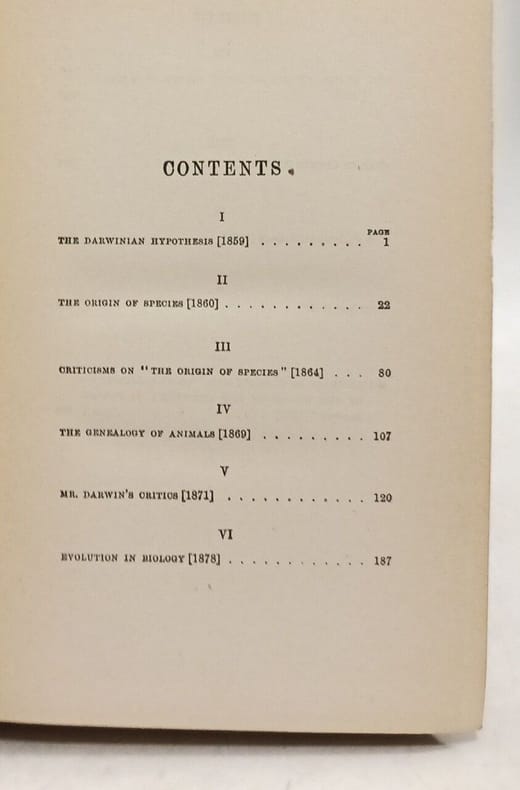 CONTENTS
I
PAGE
THE DARWINIAN HYPOTHESIS [1859] . . . . . . . . . 1
II
THE ORIGIN OF SPECIES [1860] . . . . . . . . . . . . 22
III
CRITICISMS ON "THE ORIGIN OF SPECIES" [1864] . . . 80
IV
THE GENEALOGY OF ANIMALS [1869] . . . . . . . . . 107
V
MR. DARWIN'S CRITICS [1871] . . . . . . . . . . . . 120
VI
EVOLUTION IN BIOLOGY [1878] . . . . . . . . . . . . 187